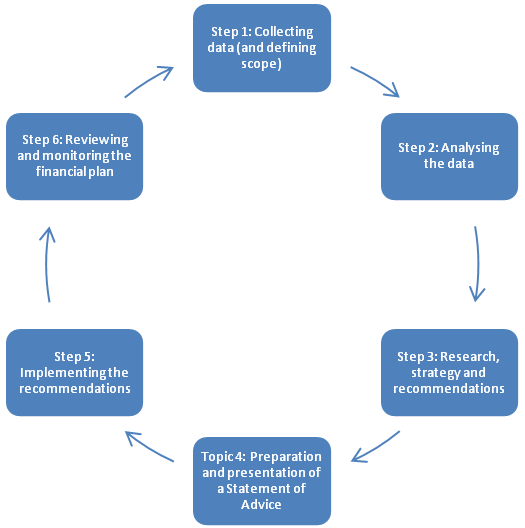 Step 1: Collecting
data (and defining
scope)
Step 2: Analysing
the data
Step 3: Research,
strategy and
recommendations
Topic 4:  Preparation
and presentation of
a Statement of
Advice
Step 5:
Implementing the
recommendations
Step 6: Reviewing
and monitoring the
financial plan